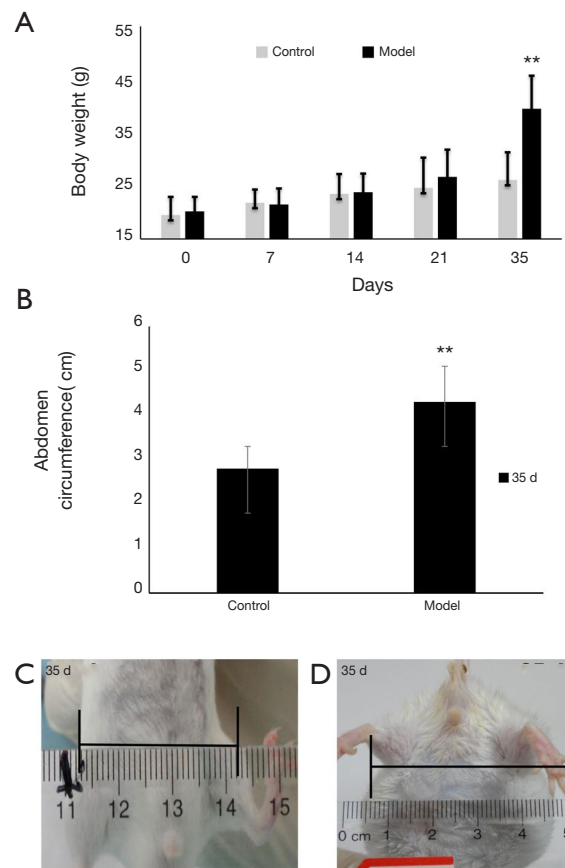 A
Body weight (g)
55
45
35
25
15
Control
Model
**
0 7 14 21 35
Days
B
Abdomen
circumference( cm)
6
5
4
3
2
1
0
**
35 d
Control Model
C
35 d
11 12 13 14 15
D
35 d
0 cm 1 2 3 4 5